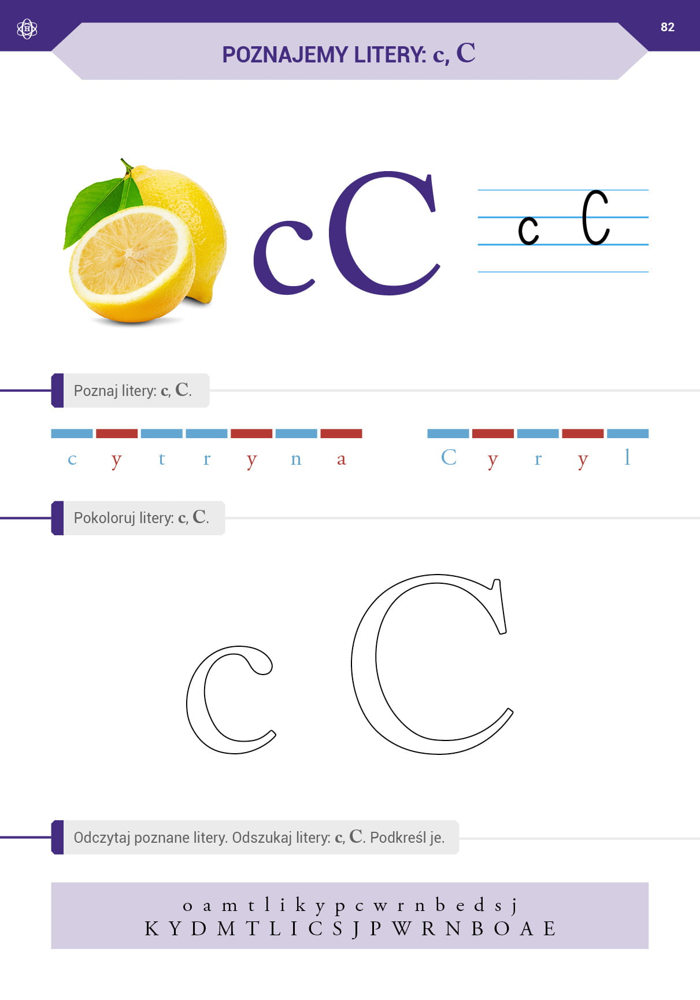 82
POZNAJEMY LITERY: c, C
H
c C
c C
Poznaj litery: c, C.
c y t r y n a
C y r y l
Pokoloruj litery: c, C.
c C
Odczytaj poznane litery. Odszukaj litery: c, C. Podkreśl je.
o a m t l i k y p c w r n b e d s j
K Y D M T L I C S J P W R N B O A E